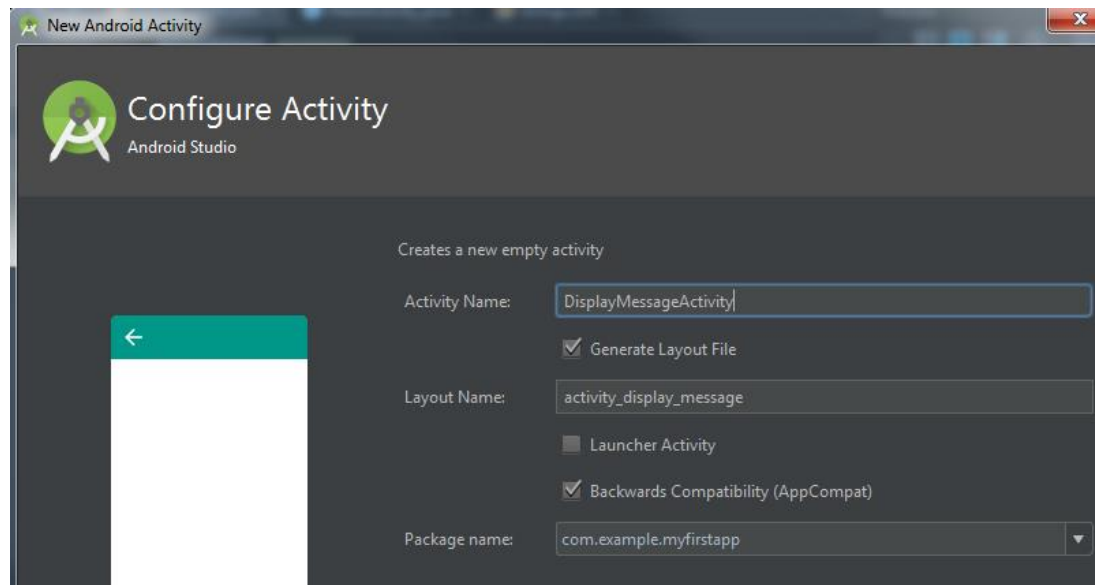 New Android Activity
Configure Activity
Android Studio
Creates a new empty activity
Activity Name: DisplayMessageActivity
Generate Layout File
Layout Name: activity_display_message
Launcher Activity
Backwards Compatibility (AppCompat)
Package name: com.example.myfirstapp